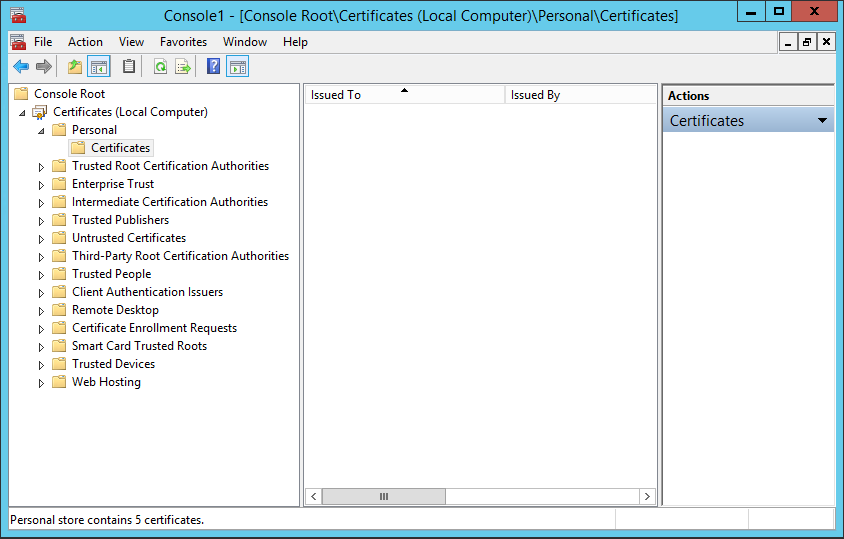 Console1 - [Console Root\Certificates (Local Computer)\Personal\Certificates]
File Action View Favorites Window Help
Console Root
Certificates (Local Computer)
Personal
Certificates
Trusted Root Certification Authorities
Enterprise Trust
Intermediate Certification Authorities
Trusted Publishers
Untrusted Certificates
Third-Party Root Certification Authorities
Trusted People
Client Authentication Issuers
Remote Desktop
Certificate Enrollment Requests
Smart Card Trusted Roots
Trusted Devices
Web Hosting
Issued To Issued By
Actions
Certificates
Personal store contains 5 certificates.